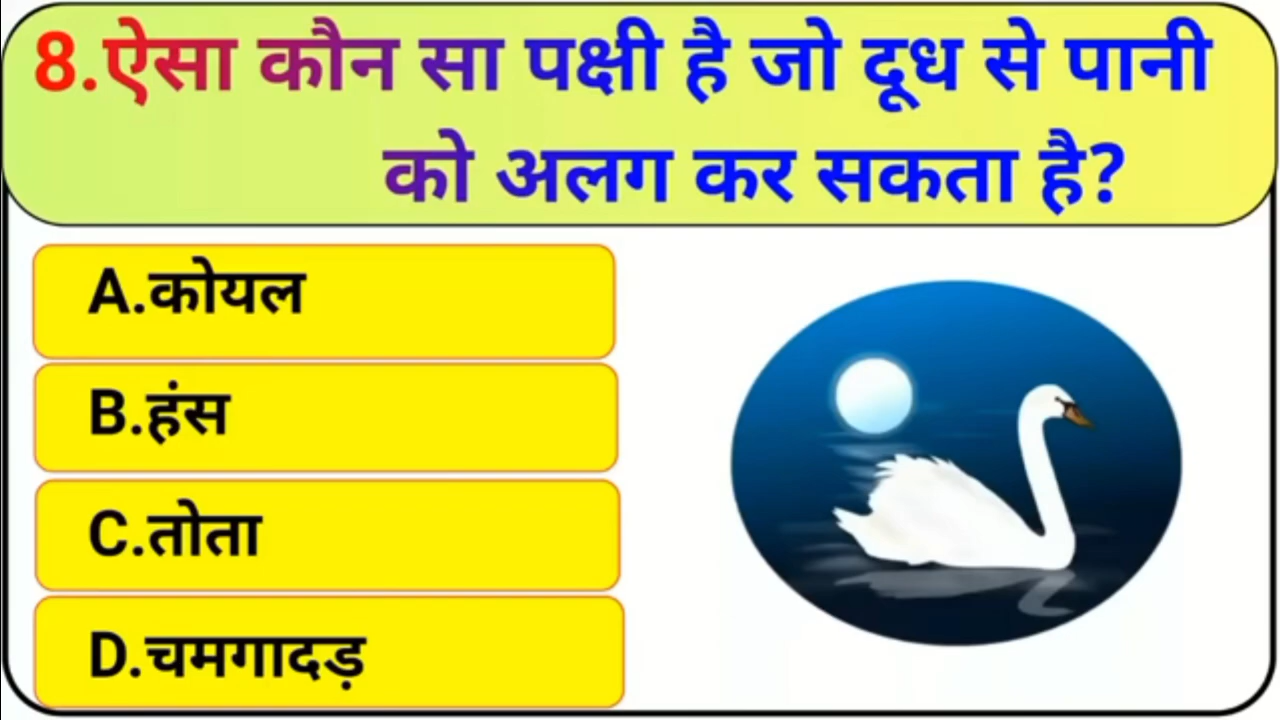 8.ऐसा कौन सा पक्षी है जो दूध से पानी
को अलग कर सकता है?
A.कोयल
B.हंस
C.तोता
D.चमगादड़